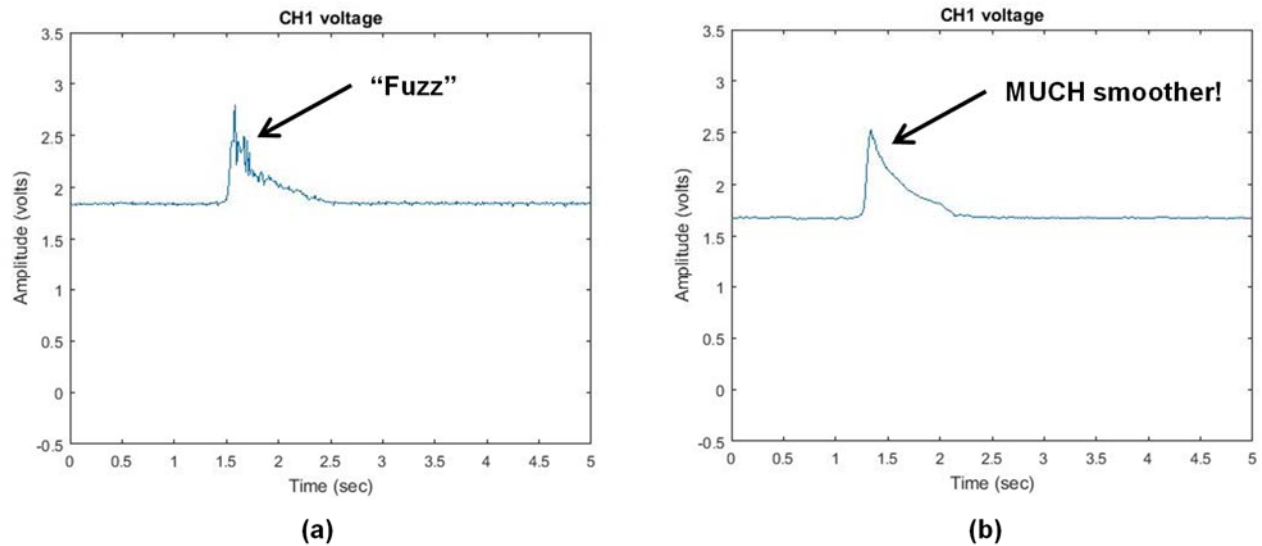 CH1 voltage
“Fuzz”
Amplitude (volts)
3.5
3
2.5
2
1.5
1
0.5
0
-0.5
0 0.5 1 1.5 2 2.5 3 3.5 4 4.5 5
Time (sec)
(a)
CH1 voltage
MUCH smoother!
Amplitude (volts)
3.5
3
2.5
2
1.5
1
0.5
0
-0.5
0 0.5 1 1.5 2 2.5 3 3.5 4 4.5 5
Time (sec)
(b)